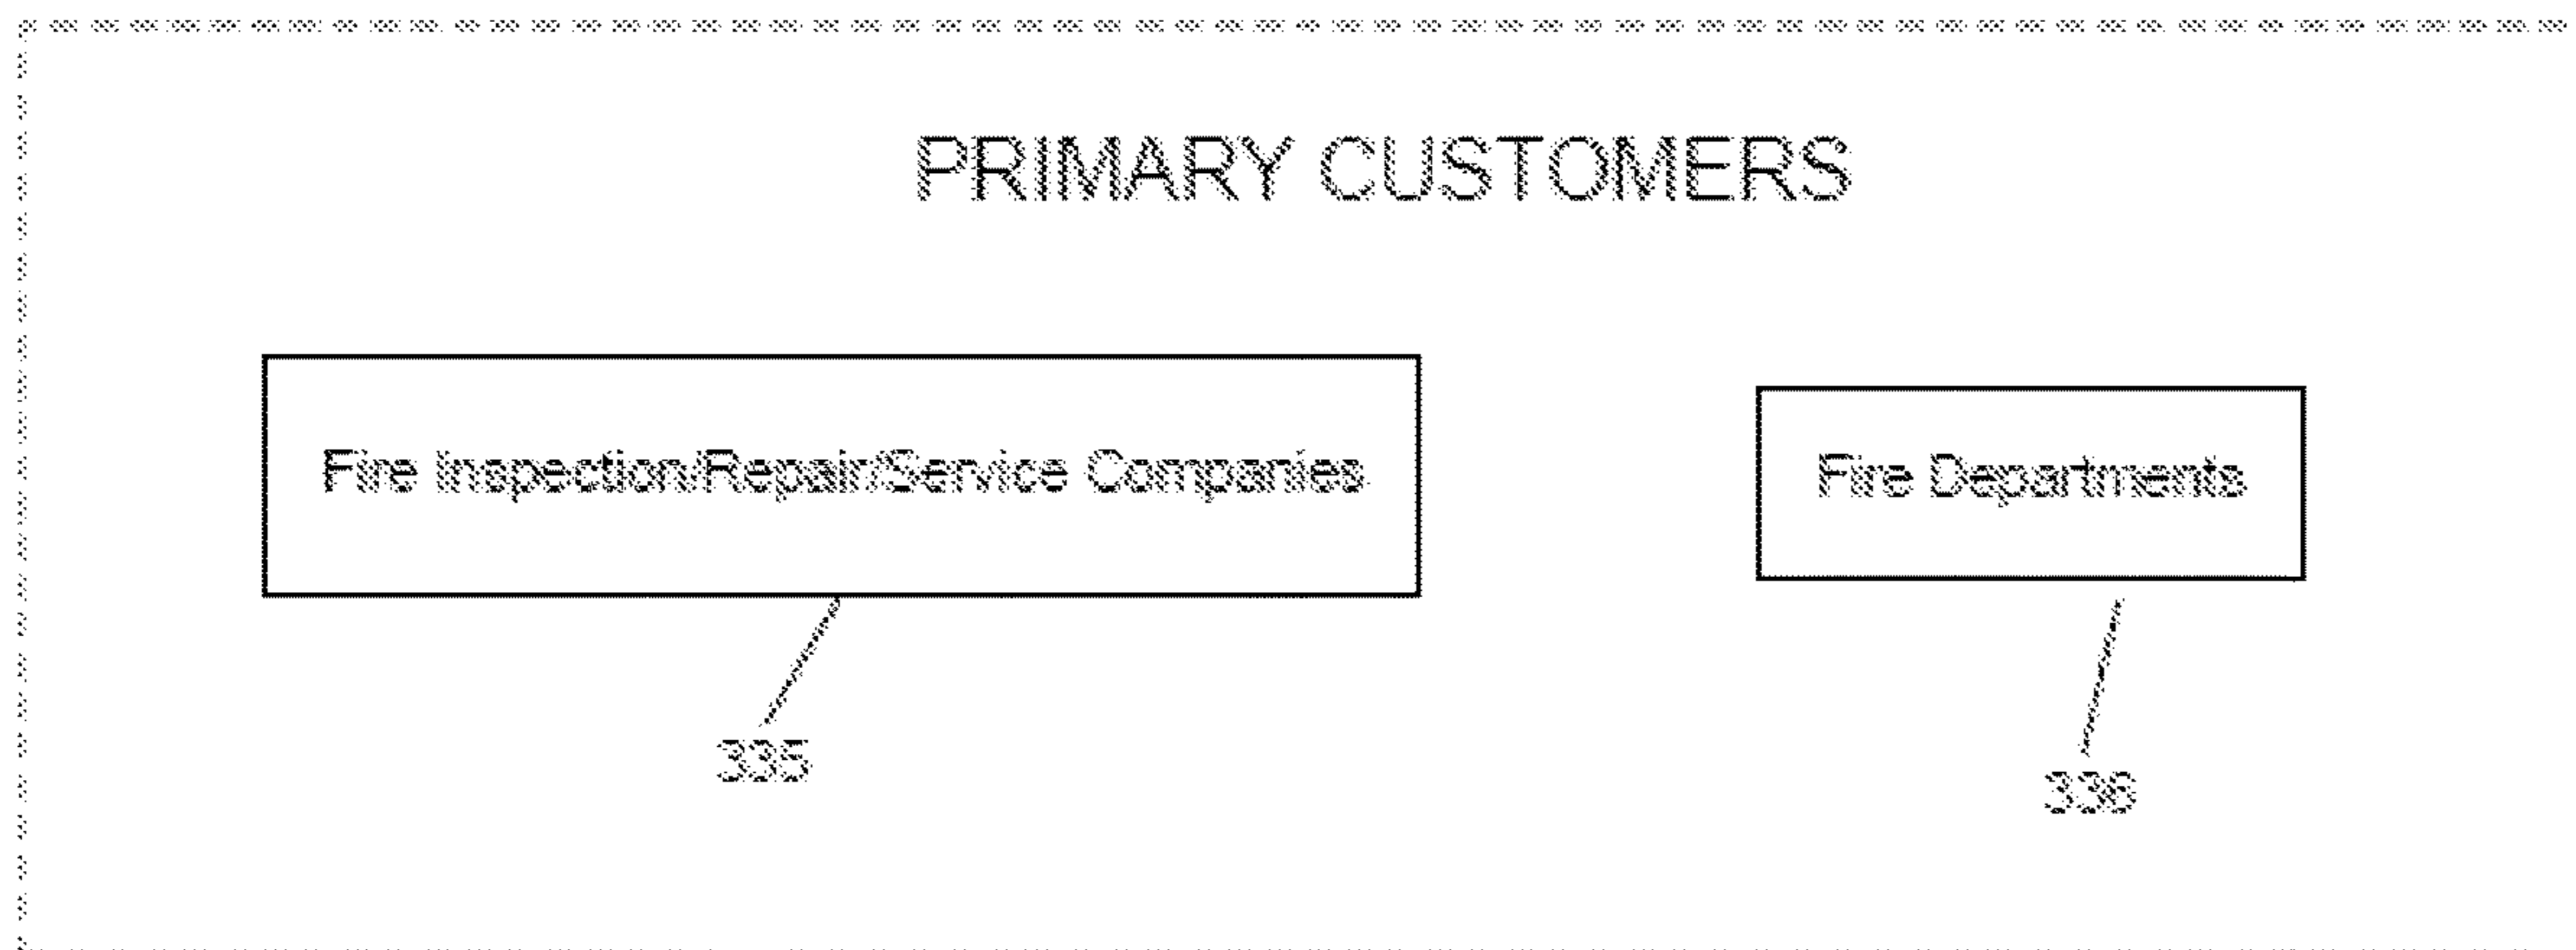 PRIMARY CUSTOMERS
Fire Inspection/Repair/Service Companies
Fire Departments
335
336